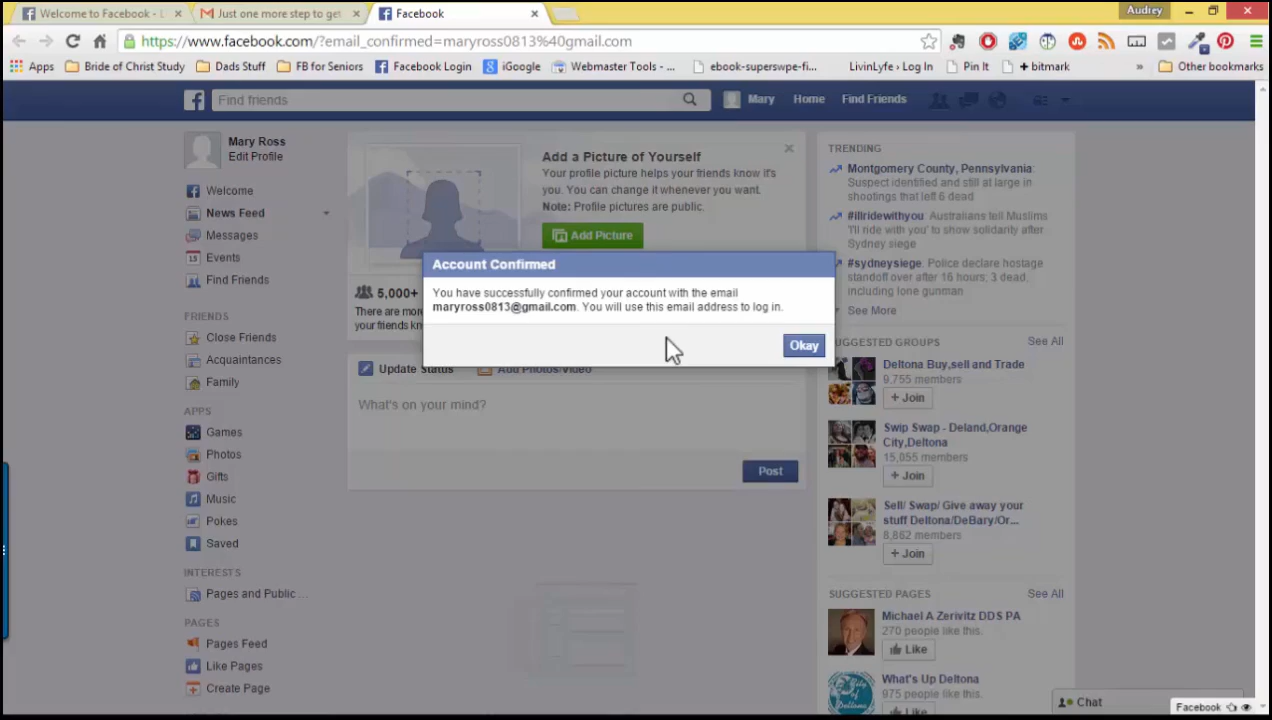 Welcome to Facebook - L
Just one more step to get
Facebook
Audrey
https://www.facebook.com/?email_confirmed=maryross0813%40gmail.com
Apps
Bride of Christ Study
Dads Stuff
FB for Seniors
Facebook Login
iGoogle
Webmaster Tools - ...
ebook-superswpe-fi...
LivinLyfe › Log In
Pin It
+ bitmark
»
Other bookmarks
Find friends
Mary
Home
Find Friends
Mary Ross
Edit Profile
Welcome
News Feed
Messages
Events
Find Friends
FRIENDS
Close Friends
Acquaintances
Family
APPS
Games
Photos
Gifts
Music
Pokes
Saved
INTERESTS
Pages and Public ...
PAGES
Pages Feed
Like Pages
Create Page
Add a Picture of Yourself
Your profile picture helps your friends know it's
you. You can change it whenever you want.
Note: Profile pictures are public.
Add Picture
5,000+
There are more
your friends know
Account Confirmed
You have successfully confirmed your account with the email
maryross0813@gmail.com. You will use this email address to log in.
Okay
Update Status
Add Photos/Video
What's on your mind?
Post
TRENDING
Montgomery County, Pennsylvania:
Suspect identified and still at large in
shootings that left 6 dead
#illridewithyou: Australians tell Muslims
'I'll ride with you' to show solidarity after
Sydney siege
#sydneysiege: Police declare hostage
standoff over after 16 hours; 3 dead,
including lone gunman
See More
SUGGESTED GROUPS
See All
Deltona Buy,sell and Trade
9,755 members
+ Join
Swip Swap - Deland,Orange
City,Deltona
15,055 members
+ Join
Sell/ Swap/ Give away your
stuff Deltona/DeBary/Or...
8,862 members
+ Join
SUGGESTED PAGES
See All
Michael A Zerivitz DDS PA
270 people like this.
Like
What's Up Deltona
975 people like this.
Like
Chat
Facebook